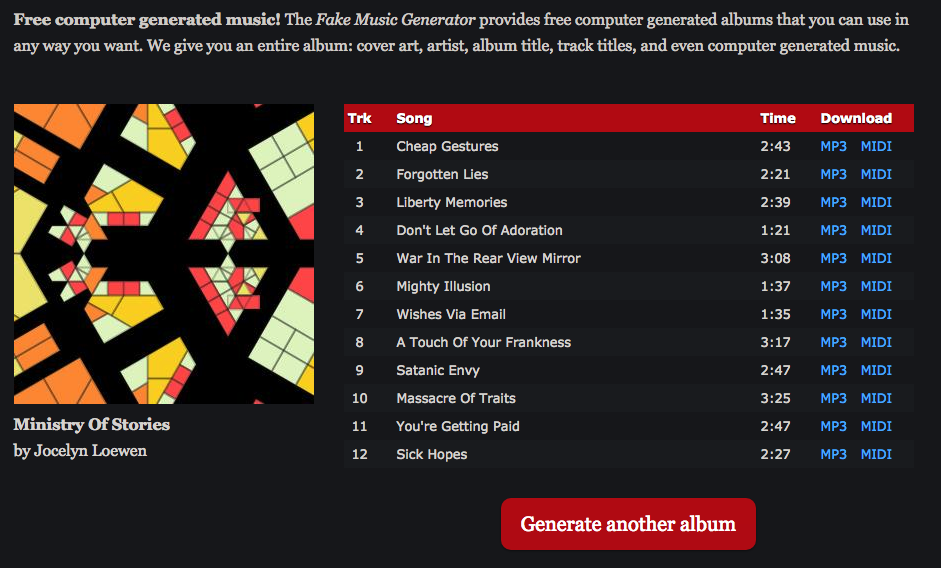 Free computer generated music! The Fake Music Generator provides free computer generated albums that you can use in
any way you want. We give you an entire album: cover art, artist, album title, track titles, and even computer generated music.
Trk Song Time Download
1 Cheap Gestures 2:43 MP3 MIDI
2 Forgotten Lies 2:21 MP3 MIDI
3 Liberty Memories 2:39 MP3 MIDI
4 Don't Let Go Of Adoration 1:21 MP3 MIDI
5 War In The Rear View Mirror 3:08 MP3 MIDI
6 Mighty Illusion 1:37 MP3 MIDI
7 Wishes Via Email 1:35 MP3 MIDI
8 A Touch Of Your Frankness 3:17 MP3 MIDI
9 Satanic Envy 2:47 MP3 MIDI
10 Massacre Of Traits 3:25 MP3 MIDI
11 You're Getting Paid 2:47 MP3 MIDI
12 Sick Hopes 2:27 MP3 MIDI
Ministry Of Stories
by Jocelyn Loewen
Generate another album